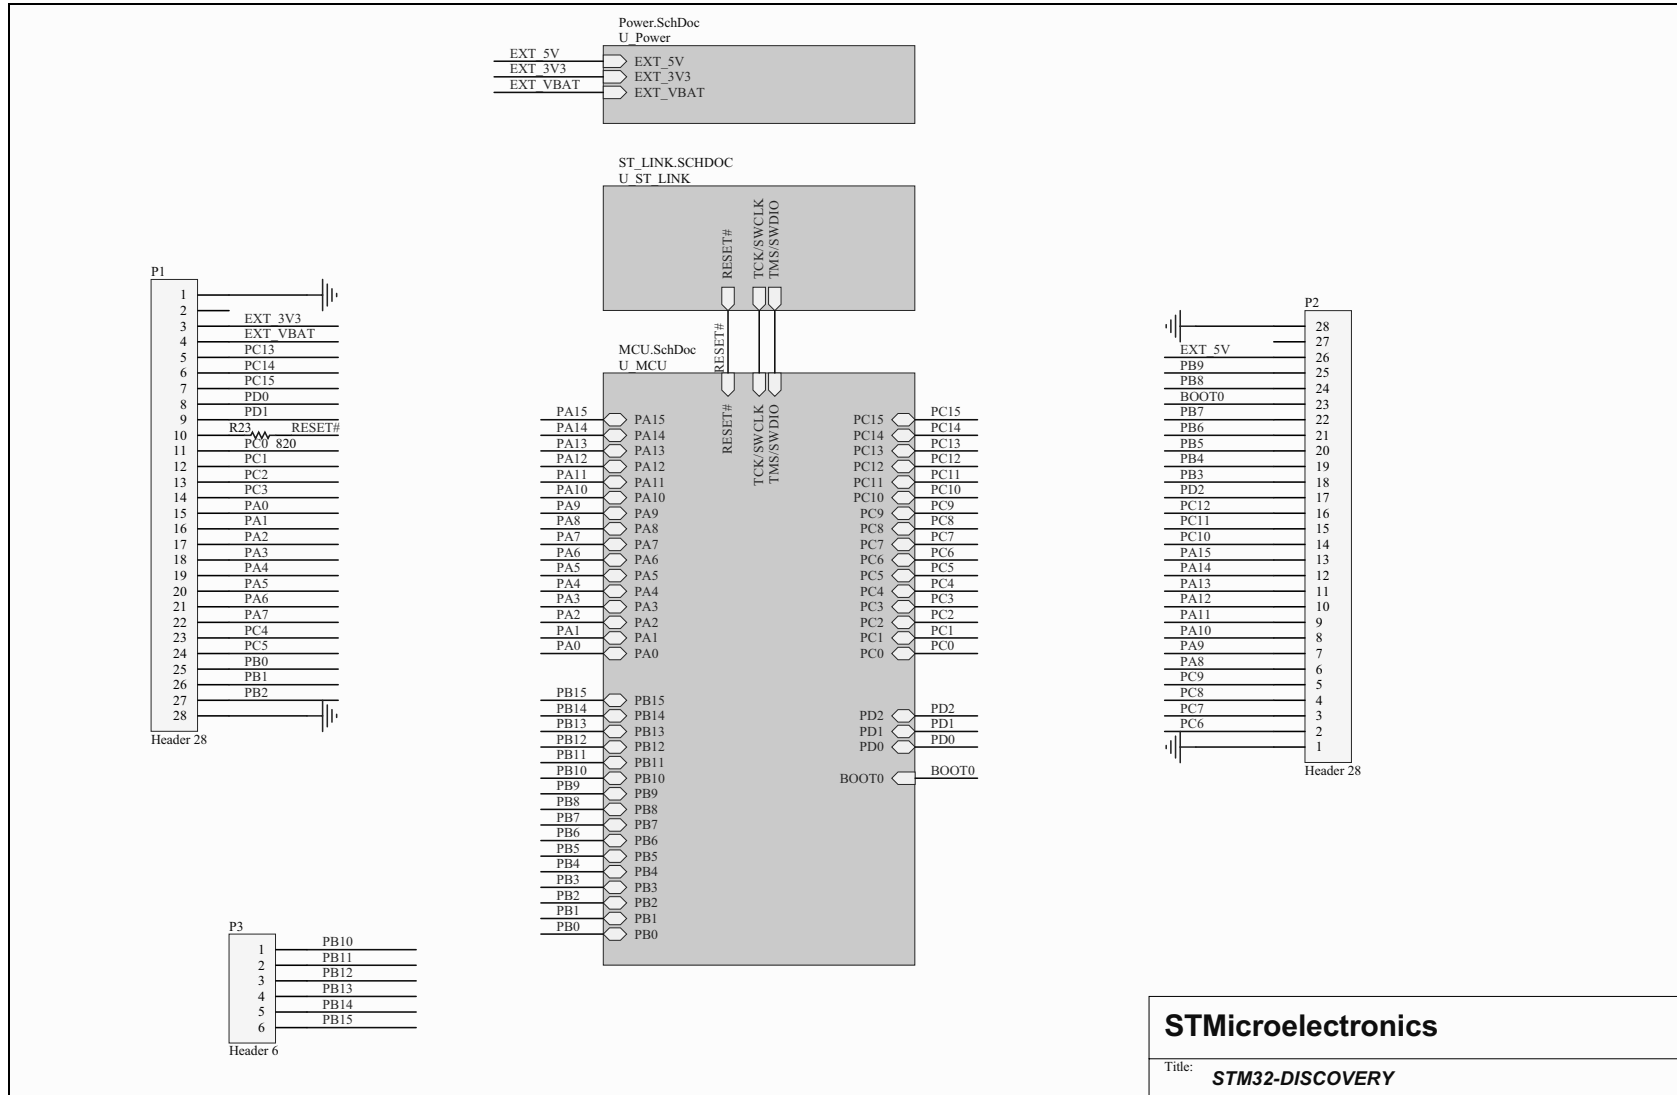 Power.SchDoc
U_Power
EXT_5V
EXT_3V3
EXT_VBAT
EXT_5V
EXT_3V3
EXT_VBAT
ST_LINK.SCHDOC
U_ST_LINK
RESET#
TCK/SWCLK
TMS/SWDIO
RESET#
MCU.SchDoc
U_MCU
RESET#
TCK/SWCLK
TMS/SWDIO
P1
1
2
3 EXT_3V3
4 EXT_VBAT
5 PC13
6 PC14
7 PC15
8 PD0
9 PD1
10 R23 RESET#
820
11 PC0
12 PC1
13 PC2
14 PC3
15 PA0
16 PA1
17 PA2
18 PA3
19 PA4
20 PA5
21 PA6
22 PA7
23 PC4
24 PC5
25 PB0
26 PB1
27 PB2
28
Header 28
PA15 PA15
PA14 PA14
PA13 PA13
PA12 PA12
PA11 PA11
PA10 PA10
PA9 PA9
PA8 PA8
PA7 PA7
PA6 PA6
PA5 PA5
PA4 PA4
PA3 PA3
PA2 PA2
PA1 PA1
PA0 PA0
PB15 PB15
PB14 PB14
PB13 PB13
PB12 PB12
PB11 PB11
PB10 PB10
PB9 PB9
PB8 PB8
PB7 PB7
PB6 PB6
PB5 PB5
PB4 PB4
PB3 PB3
PB2 PB2
PB1 PB1
PB0 PB0
PC15 PC15
PC14 PC14
PC13 PC13
PC12 PC12
PC11 PC11
PC10 PC10
PC9 PC9
PC8 PC8
PC7 PC7
PC6 PC6
PC5 PC5
PC4 PC4
PC3 PC3
PC2 PC2
PC1 PC1
PC0 PC0
PD2 PD2
PD1 PD1
PD0 PD0
BOOT0 BOOT0
P2
28
27
EXT_5V 26
PB9 25
PB8 24
BOOT0 23
PB7 22
PB6 21
PB5 20
PB4 19
PB3 18
PD2 17
PC12 16
PC11 15
PC10 14
PA15 13
PA14 12
PA13 11
PA12 10
PA11 9
PA10 8
PA9 7
PA8 6
PC9 5
PC8 4
PC7 3
PC6 2
1
Header 28
P3
1 PB10
2 PB11
3 PB12
4 PB13
5 PB14
6 PB15
Header 6
STMicroelectronics
Title:
STM32-DISCOVERY